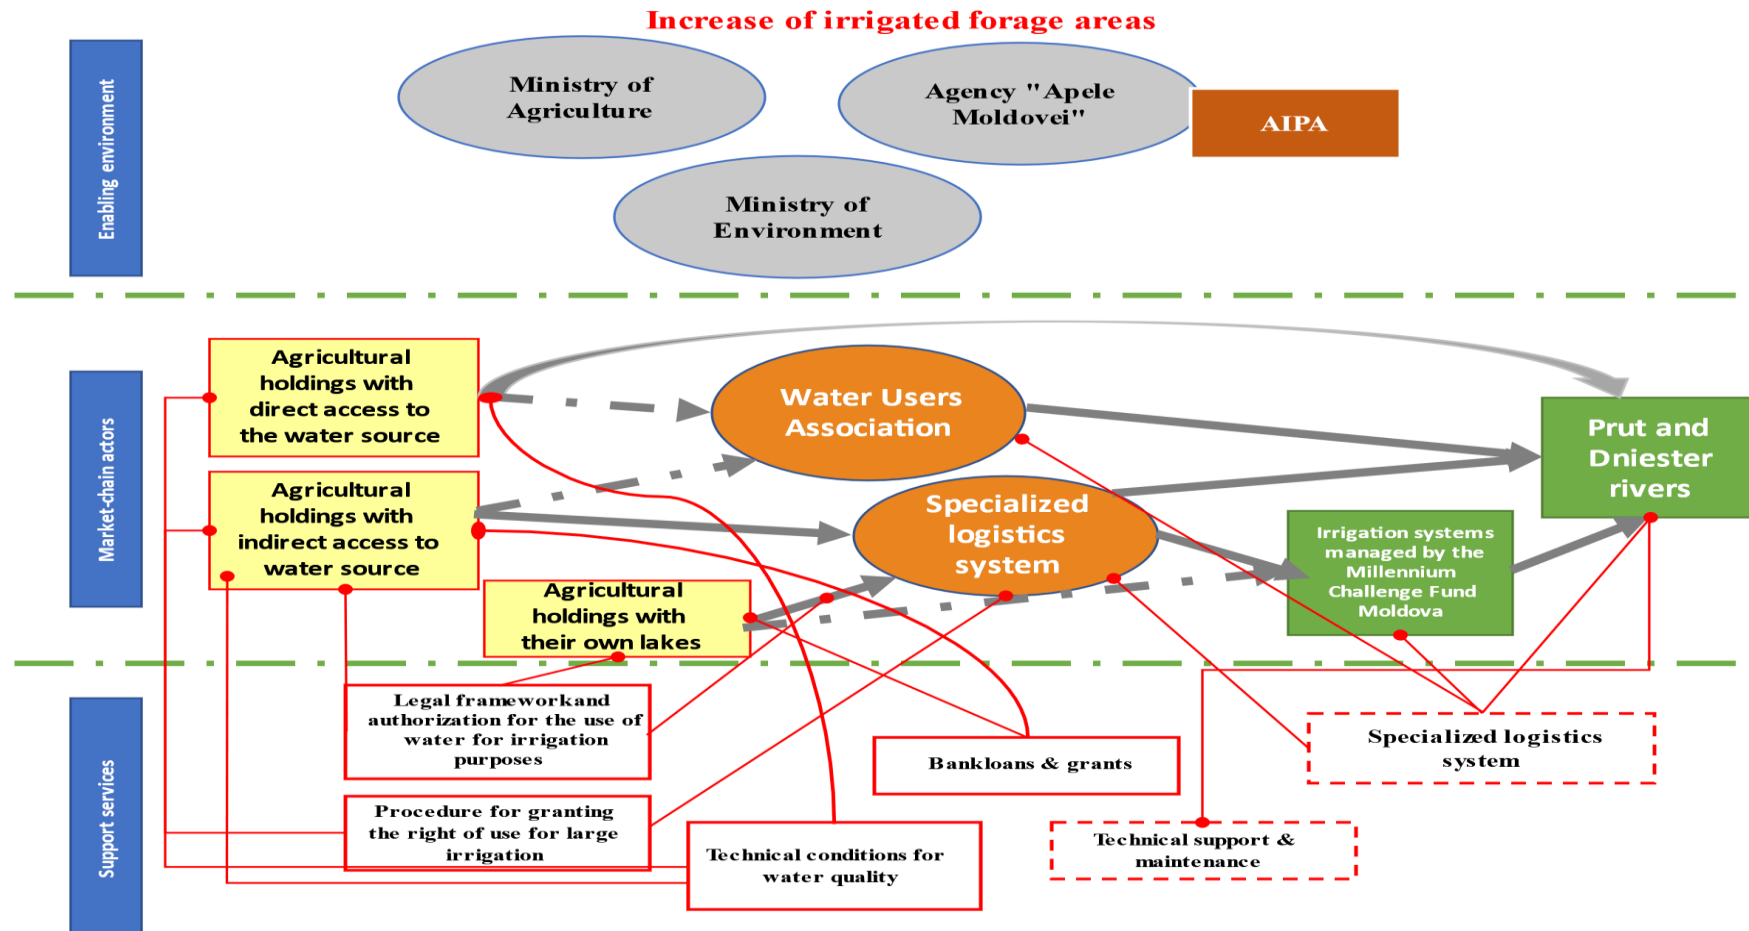 Increase of irrigated forage areas
Enabling environment
Ministry of
Agriculture
Agency "Apele
Moldovei"
AIPA
Ministry of
Environment
Market-chain actors
Agricultural
holdings with
direct access to
the water source
Agricultural
holdings with
indirect access to
water source
Agricultural
holdings with
their own lakes
Water Users
Association
Specialized
logistics
system
Prut and
Dniester
rivers
Irrigation systems
managed by the
Millennium
Challenge Fund
Moldova
Support services
Legal frameworkand
authorization for the use of
water for irrigation
purposes
Procedure for granting
the right of use for large
irrigation
Technical conditions for
water quality
Bankloans & grants
Technical support &
maintenance
Specialized logistics
system